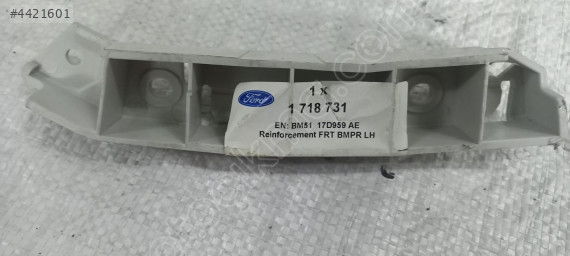 #4421601
1 x
Ford
1 718 731
EN: BM51 17D959 AE
Reinforcement FRT BMPR LH